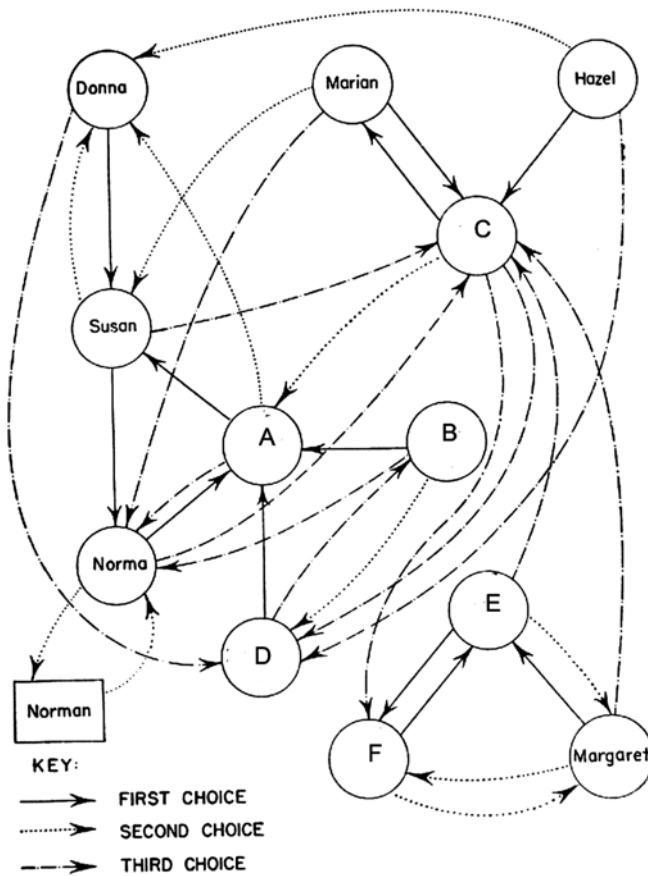 Donna
Marian
Hazel
C
Susan
A
B
Norma
E
D
Norman
F
Margaret
KEY:
FIRST CHOICE
SECOND CHOICE
THIRD CHOICE